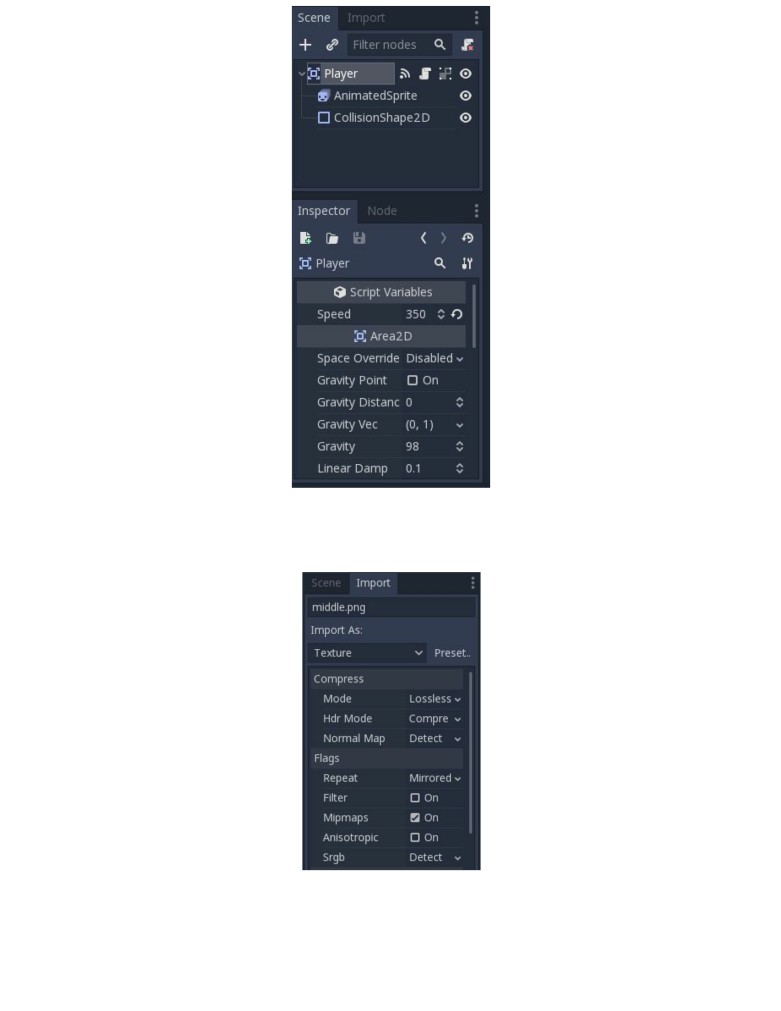 Scene Import
Filter nodes
Player
AnimatedSprite
CollisionShape2D
Inspector Node
Player
Script Variables
Speed 350
Area2D
Space Override Disabled
Gravity Point On
Gravity Distanc 0
Gravity Vec (0, 1)
Gravity 98
Linear Damp 0.1
Scene Import
middle.png
Import As:
Texture Preset..
Compress
Mode Lossless
Hdr Mode Compre
Normal Map Detect
Flags
Repeat Mirrored
Filter On
Mipmaps On
Anisotropic On
Srgb Detect